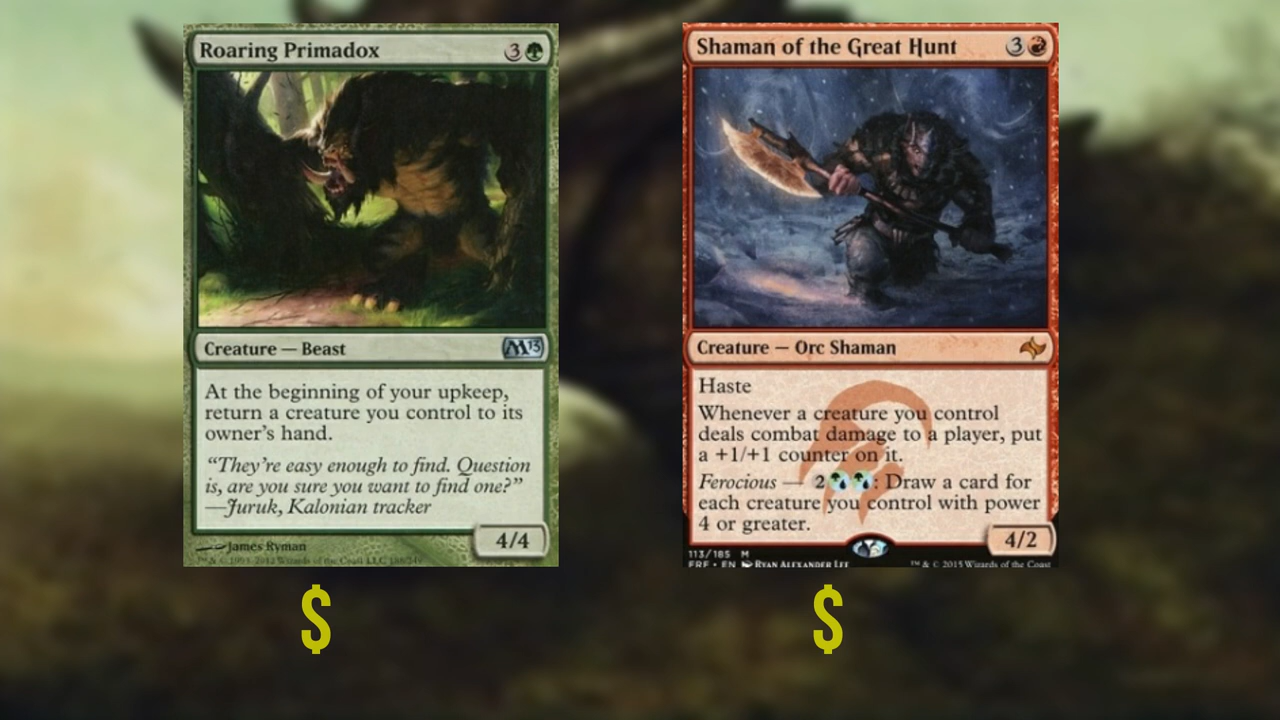 Roaring Primadox 3
Creature — Beast M13
At the beginning of your upkeep,
return a creature you control to its
owner's hand.
"They're easy enough to find. Question
is, are you sure you want to find one?"
—Juruk, Kalonian tracker
4/4
James Ryman
Shaman of the Great Hunt 3
Creature — Orc Shaman
Haste
Whenever a creature you control
deals combat damage to a player, put
a +1/+1 counter on it.
Ferocious — 2 : Draw a card for
each creature you control with power
4 or greater.
4/2
113/185 M
FRF • EN Ryan Alexander Lee ™ & © 2015 Wizards of the Coast
$ $